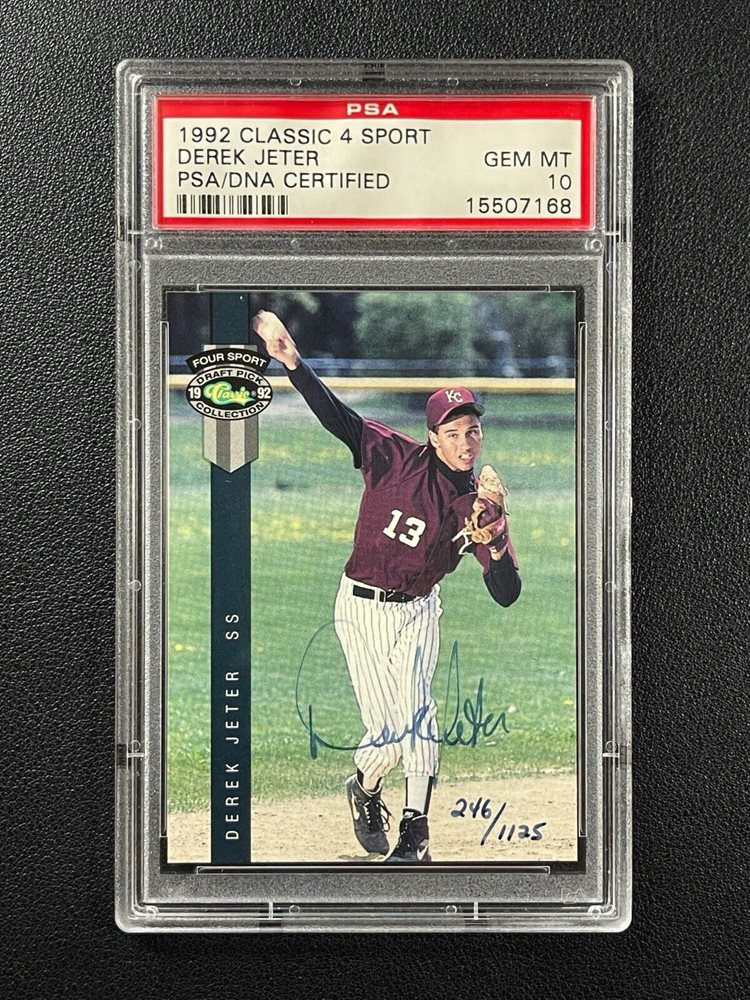 PSA
1992 CLASSIC 4 SPORT
DEREK JETER GEM MT
PSA/DNA CERTIFIED 10
15507168
FOUR SPORT
DRAFT PICK
19 Classic® 92
COLLECTION
KC
13
DEREK JETER SS
Derek Jeter
246/1125